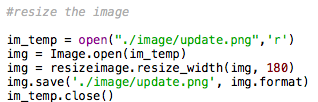 #resize the image
im_temp = open("./image/update.png",'r')
img = Image.open(im_temp)
img = resizeimage.resize_width(img, 180)
img.save('./image/update.png', img.format)
im_temp.close()